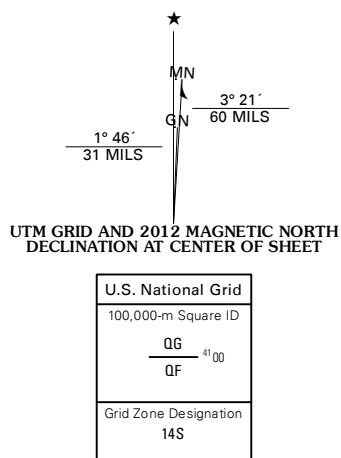 ★
MN
3° 21´
60 MILS
GN
1° 46´
31 MILS
UTM GRID AND 2012 MAGNETIC NORTH
DECLINATION AT CENTER OF SHEET
U.S. National Grid
100,000-m Square ID
QG
4100
QF
Grid Zone Designation
14S